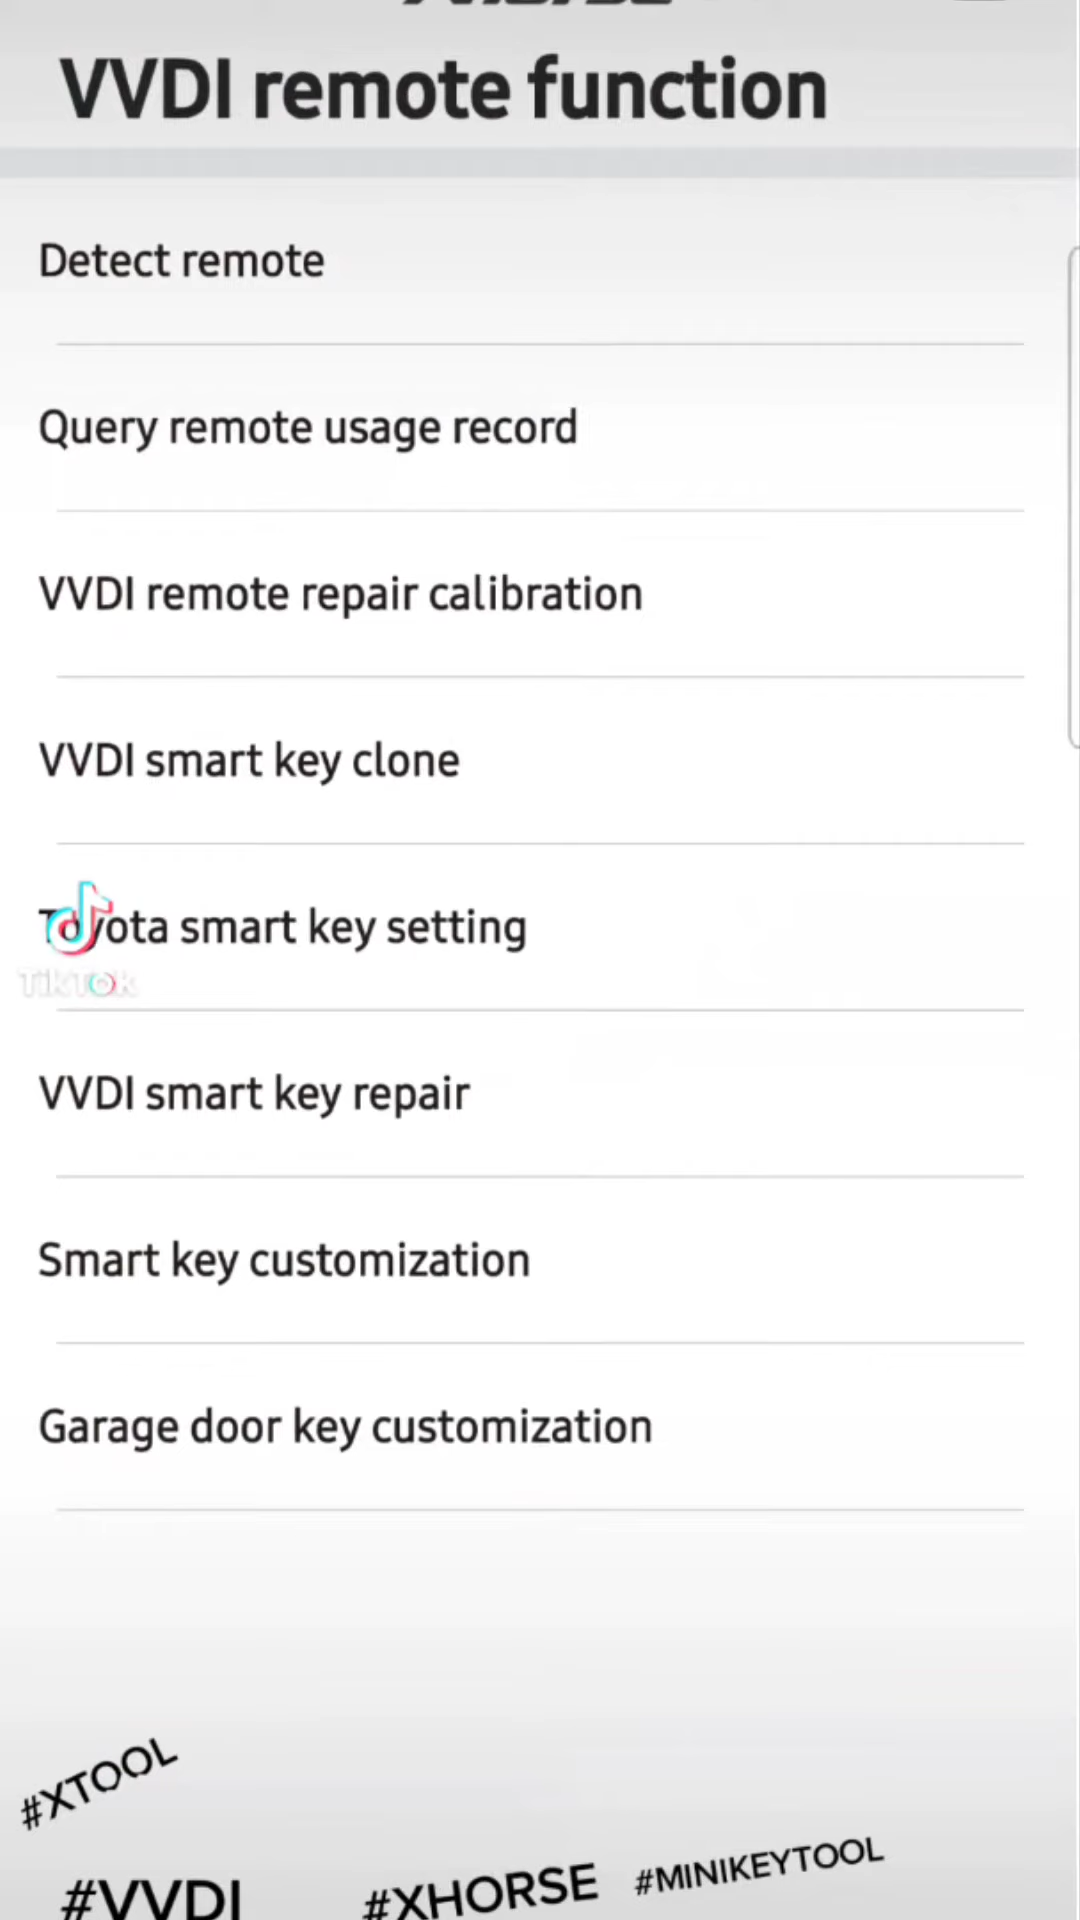 VVDI remote function
Detect remote
Query remote usage record
VVDI remote repair calibration
VVDI smart key clone
Toyota smart key setting
TikTok
VVDI smart key repair
Smart key customization
Garage door key customization
#XTOOL
#VVDI
#XHORSE
#MINIKEYTOOL